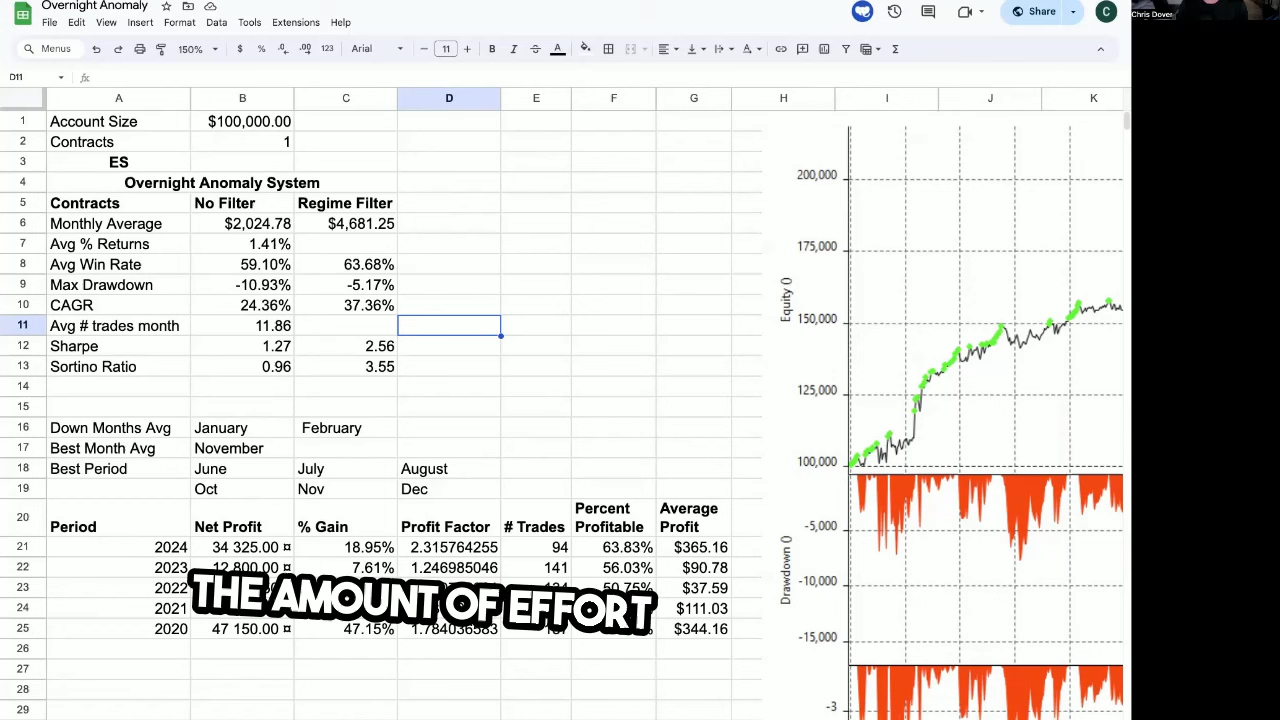 Overnight Anomaly
File Edit View Insert Format Data Tools Extensions Help
Share C
Chris Dover
Menus 150% $ % .0 .00 123 Arial 11 B I A Σ
D11 fx
A B C D E F G H I J K
1 Account Size $100,000.00
2 Contracts 1
3 ES
4 Overnight Anomaly System
5 Contracts No Filter Regime Filter
6 Monthly Average $2,024.78 $4,681.25
7 Avg % Returns 1.41%
8 Avg Win Rate 59.10% 63.68%
9 Max Drawdown -10.93% -5.17%
10 CAGR 24.36% 37.36%
11 Avg # trades month 11.86
12 Sharpe 1.27 2.56
13 Sortino Ratio 0.96 3.55
14
15
16 Down Months Avg January February
17 Best Month Avg November
18 Best Period June July August
19 Oct Nov Dec
20 Period Net Profit % Gain Profit Factor # Trades Percent Profitable Average Profit
21 2024 34 325.00 ¤ 18.95% 2.315764255 94 63.83% $365.16
22 2023 12 800.00 ¤ 7.61% 1.246985046 141 56.03% $90.78
23 2022 50.75% $37.59
24 2021 $111.03
25 2020 47 150.00 ¤ 47.15% 1.784036583 $344.16
26
27
28
29
THE AMOUNT OF EFFORT
Equity ()
200,000
175,000
150,000
125,000
100,000
Drawdown ()
-5,000
-10,000
-15,000
-3